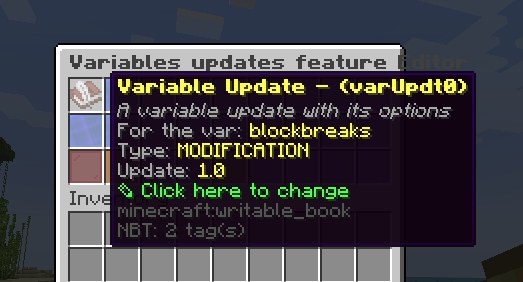 Variables updates feature Editor
Variable Update - (varUpdt0)
A variable update with its options
For the var: blockbreaks
Type: MODIFICATION
Update: 1.0
✎ Click here to change
minecraft:writable_book
NBT: 2 tag(s)
Inve